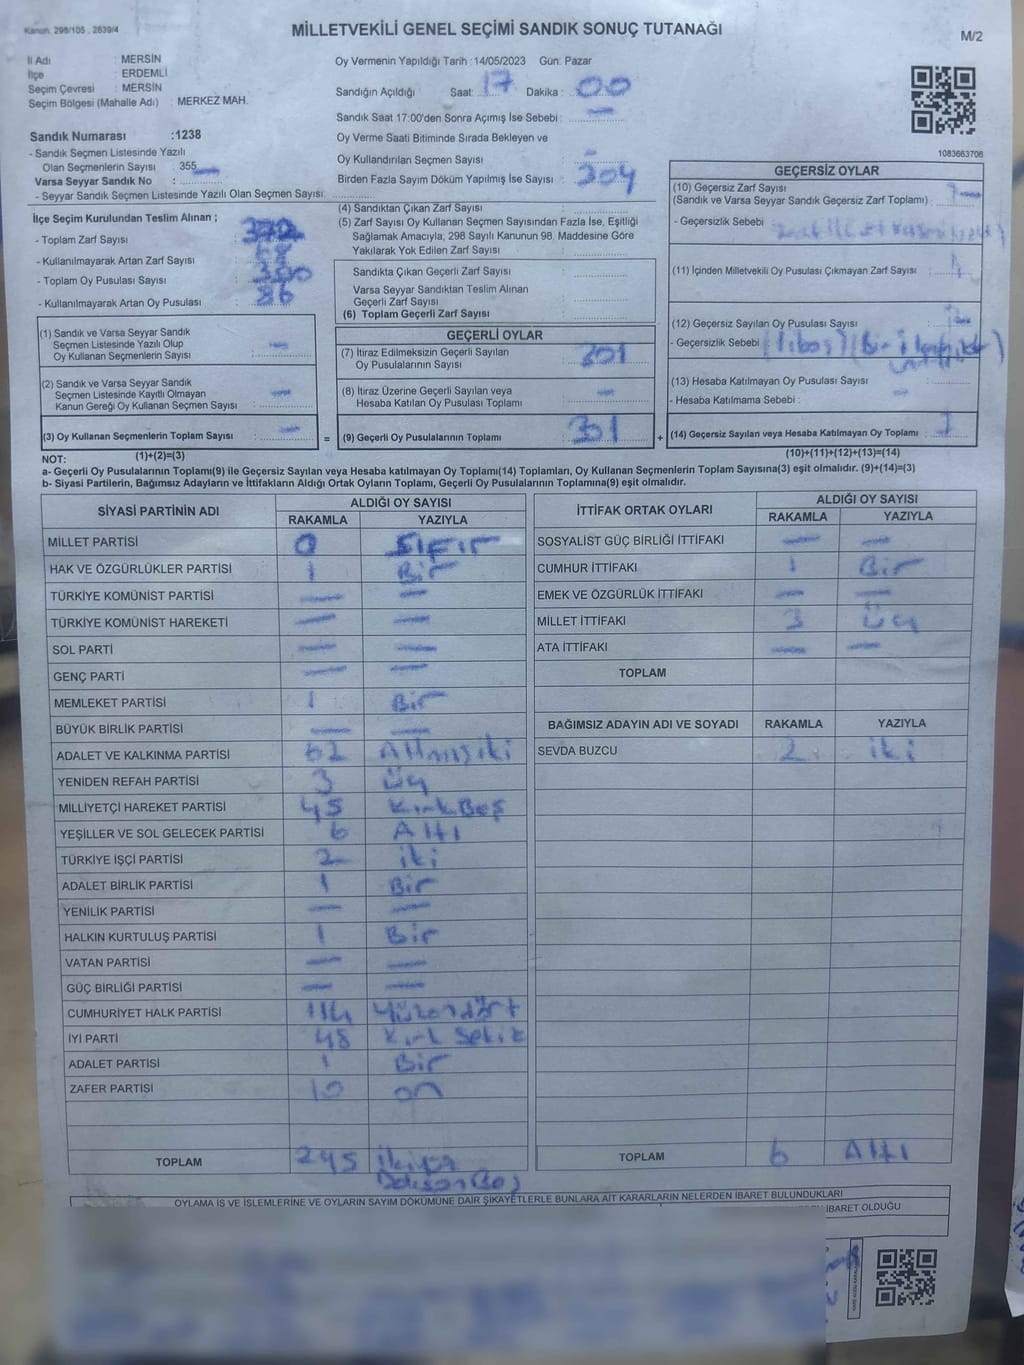 Kanun. 298/105 . 2839/4
MİLLETVEKİLİ GENEL SEÇİMİ SANDIK SONUÇ TUTANAĞI
M/2
İl Adı : MERSİN
İlçe : ERDEMLİ
Seçim Çevresi : MERSİN
Seçim Bölgesi (Mahalle Adı) : MERKEZ MAH.
Oy Vermenin Yapıldığı Tarih :14/05/2023 Gün: Pazar
Sandığın Açıldığı Saat: 17 Dakika : 00
Sandık Saat 17:00'den Sonra Açımış İse Sebebi : —
Oy Verme Saati Bitiminde Sırada Bekleyen ve
Oy Kullandırılan Seçmen Sayısı : —
Birden Fazla Sayım Döküm Yapılmış İse Sayısı : 304
1083663706
Sandık Numarası :1238
- Sandık Seçmen Listesinde Yazılı
Olan Seçmenlerin Sayısı : 355
Varsa Seyyar Sandık No :
- Seyyar Sandık Seçmen Listesinde Yazılı Olan Seçmen Sayısı:
İlçe Seçim Kurulundan Teslim Alınan ;
- Toplam Zarf Sayısı :
- Kullanılmayarak Artan Zarf Sayısı : 68
- Toplam Oy Pusulası Sayısı :
- Kullanılmayarak Artan Oy Pusulası : 86
(4) Sandıktan Çıkan Zarf Sayısı :
(5) Zarf Sayısı Oy Kullanan Seçmen Sayısından Fazla İse, Eşitliği
Sağlamak Amacıyla, 298 Sayılı Kanunun 98. Maddesine Göre
Yakılarak Yok Edilen Zarf Sayısı :
Sandıkta Çıkan Geçerli Zarf Sayısı :
Varsa Seyyar Sandıktan Teslim Alınan
Geçerli Zarf Sayısı :
(6) Toplam Geçerli Zarf Sayısı :
GEÇERSİZ OYLAR
(10) Geçersiz Zarf Sayısı :
(Sandık ve Varsa Seyyar Sandık Geçersiz Zarf Toplamı)
- Geçersizlik Sebebi :
(11) İçinden Milletvekili Oy Pusulası Çıkmayan Zarf Sayısı :
(12) Geçersiz Sayılan Oy Pusulası Sayısı :
- Geçersizlik Sebebi :
(13) Hesaba Katılmayan Oy Pusulası Sayısı : —
- Hesaba Katılmama Sebebi :
(14) Geçersiz Sayılan veya Hesaba Katılmayan Oy Toplamı :
(1) Sandık ve Varsa Seyyar Sandık
Seçmen Listesinde Yazılı Olup
Oy Kullanan Seçmenlerin Sayısı : —
(2) Sandık ve Varsa Seyyar Sandık
Seçmen Listesinde Kayıtlı Olmayan
Kanun Gereği Oy Kullanan Seçmen Sayısı : —
(3) Oy Kullanan Seçmenlerin Toplam Sayısı : —
GEÇERLİ OYLAR
(7) İtiraz Edilmeksizin Geçerli Sayılan
Oy Pusulalarının Sayısı : 301
(8) İtiraz Üzerine Geçerli Sayılan veya
Hesaba Katılan Oy Pusulası Toplamı : —
= (9) Geçerli Oy Pusulalarının Toplamı : 301 +
NOT: (1)+(2)=(3)
(10)+(11)+(12)+(13)=(14)
a- Geçerli Oy Pusulalarının Toplamı(9) ile Geçersiz Sayılan veya Hesaba katılmayan Oy Toplamı(14) Toplamları, Oy Kullanan Seçmenlerin Toplam Sayısına(3) eşit olmalıdır. (9)+(14)=(3)
b- Siyasi Partilerin, Bağımsız Adayların ve İttifakların Aldığı Ortak Oyların Toplamı, Geçerli Oy Pusulalarının Toplamına(9) eşit olmalıdır.
SİYASİ PARTİNİN ADI ALDIĞI OY SAYISI
RAKAMLA YAZIYLA
MİLLET PARTİSİ 0 Sıfır
HAK VE ÖZGÜRLÜKLER PARTİSİ 1 Bir
TÜRKİYE KOMÜNİST PARTİSİ — —
TÜRKİYE KOMÜNİST HAREKETİ — —
SOL PARTİ — —
GENÇ PARTİ — —
MEMLEKET PARTİSİ 1 Bir
BÜYÜK BİRLİK PARTİSİ — —
ADALET VE KALKINMA PARTİSİ 62 Altmışiki
YENİDEN REFAH PARTİSİ 3 Üç
MİLLİYETÇİ HAREKET PARTİSİ 45 KırkBeş
YEŞİLLER VE SOL GELECEK PARTİSİ 6 Altı
TÜRKİYE İŞÇİ PARTİSİ 2 iki
ADALET BİRLİK PARTİSİ 1 Bir
YENİLİK PARTİSİ — —
HALKIN KURTULUŞ PARTİSİ 1 Bir
VATAN PARTİSİ — —
GÜÇ BİRLİĞİ PARTİSİ — —
CUMHURİYET HALK PARTİSİ 114 Yüzondört
İYİ PARTİ 48 Kırk Sekiz
ADALET PARTİSİ 1 Bir
ZAFER PARTİSİ 10 on
TOPLAM 295
İTTİFAK ORTAK OYLARI ALDIĞI OY SAYISI
RAKAMLA YAZIYLA
SOSYALİST GÜÇ BİRLİĞİ İTTİFAKI — —
CUMHUR İTTİFAKI 1 Bir
EMEK VE ÖZGÜRLÜK İTTİFAKI — —
MİLLET İTTİFAKI 3 Üç
ATA İTTİFAKI — —
TOPLAM
BAĞIMSIZ ADAYIN ADI VE SOYADI RAKAMLA YAZIYLA
SEVDA BUZCU 2 iki
TOPLAM 6 Altı
OYLAMA İŞ VE İŞLEMLERİNE VE OYLARIN SAYIM DÖKÜMÜNE DAİR ŞİKAYETLERLE BUNLARA AİT KARARLARIN NELERDEN İBARET BULUNDUKLARI
İBARET OLDUĞU